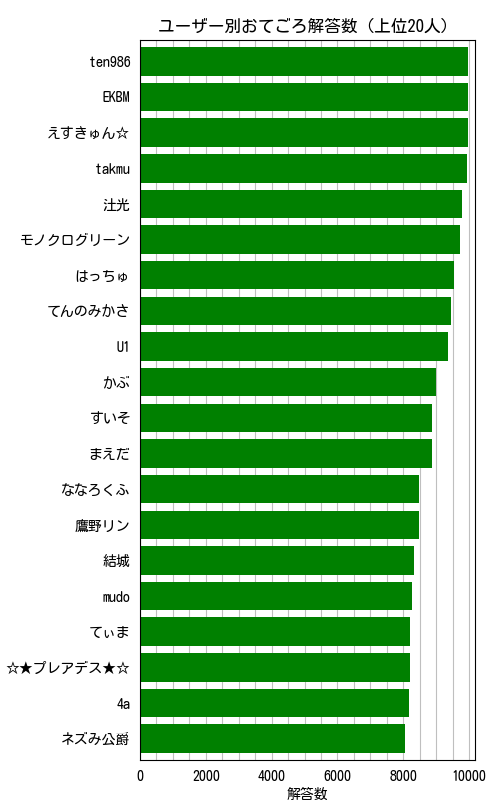 ユーザー別おてごろ解答数（上位20人）
ten986
EKBM
えすきゅん☆
takmu
汢光
モノクログリーン
はっちゅ
てんのみかさ
U1
かぶ
すいそ
まえだ
ななろくふ
鷹野リン
結城
mudo
てぃま
☆★プレアデス★☆
4a
ネズみ公爵
0 2000 4000 6000 8000 10000
解答数